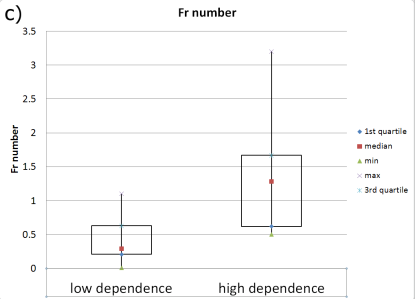 c)
Fr number
3.5
3
2.5
2
1.5
1
0.5
0
Fr number
low dependence
high dependence
1st quartile
median
min
max
3rd quartile